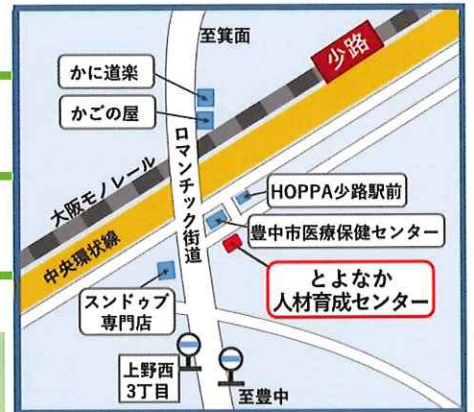 至箕面
少路
かに道楽
かごの屋
大阪モノレール
ロマンチック街道
中央環状線
HOPPA少路駅前
豊中市医療保健センター
とよなか
人材育成センター
スンドゥブ
専門店
上野西
3丁目
至豊中